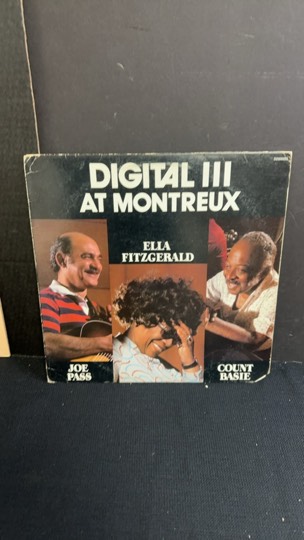 DIGITAL III
AT MONTREUX
ELLA
FITZGERALD
JOE
PASS
COUNT
BASIE